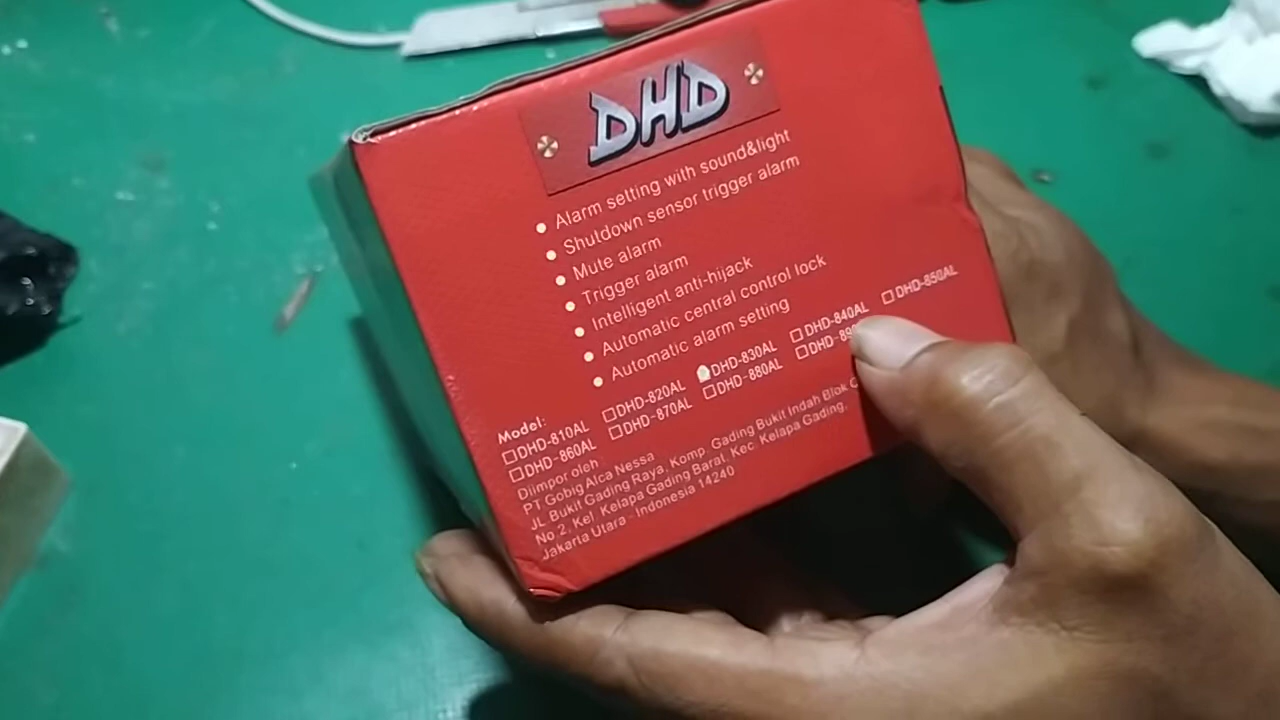 DHD
Alarm setting with sound&light
Shutdown sensor trigger alarm
Mute alarm
Trigger alarm
Intelligent anti-hijack
Automatic central control lock
Automatic alarm setting
Model:
DHD-810AL DHD-820AL DHD-830AL DHD-840AL DHD-850AL
DHD-860AL DHD-870AL DHD-880AL
Diimpor oleh
PT Gobig Alca Nessa
JL Bukit Gading Raya, Komp. Gading Bukit Indah Blok
No.2, Kel. Kelapa Gading Barat, Kec. Kelapa Gading,
Jakarta Utara - Indonesia 14240